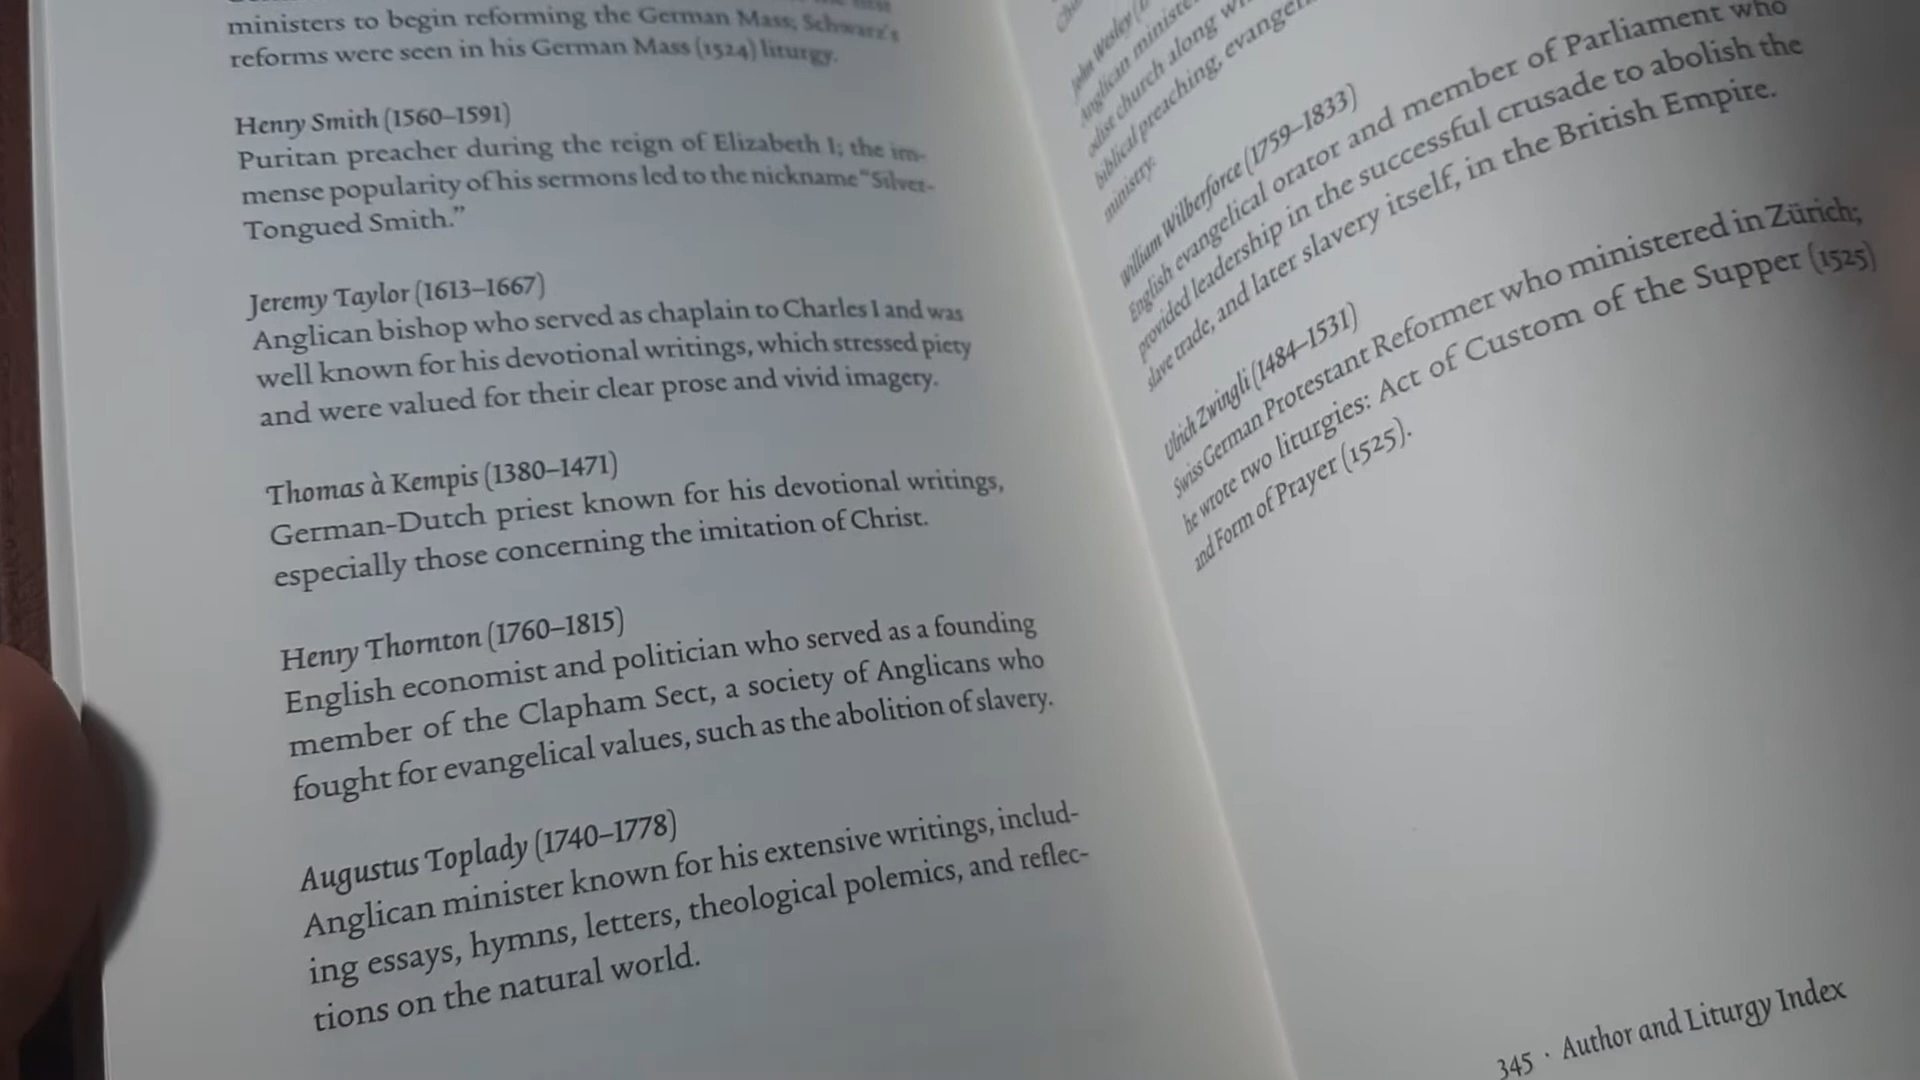 ministers to begin reforming the German Mass; Schwarz's
reforms were seen in his German Mass (1524) liturgy.
Henry Smith (1560–1591)
Puritan preacher during the reign of Elizabeth I; the im-
mense popularity of his sermons led to the nickname “Silver-
Tongued Smith.”
Jeremy Taylor (1613–1667)
Anglican bishop who served as chaplain to Charles I and was
well known for his devotional writings, which stressed piety
and were valued for their clear prose and vivid imagery.
Thomas à Kempis (1380–1471)
German-Dutch priest known for his devotional writings,
especially those concerning the imitation of Christ.
Henry Thornton (1760–1815)
English economist and politician who served as a founding
member of the Clapham Sect, a society of Anglicans who
fought for evangelical values, such as the abolition of slavery.
Augustus Toplady (1740–1778)
Anglican minister known for his extensive writings, includ-
ing essays, hymns, letters, theological polemics, and reflec-
tions on the natural world.
John Wesley
Anglican minister
odist church along
biblical preaching,
ministry.
William Wilberforce (1759–1833)
English evangelical orator and member of Parliament who
provided leadership in the successful crusade to abolish the
slave trade, and later slavery itself, in the British Empire.
Ulrich Zwingli (1484–1531)
Swiss German Protestant Reformer who ministered in Zürich;
he wrote two liturgies: Act of Custom of the Supper (1525)
and Form of Prayer (1525).
345 · Author and Liturgy Index